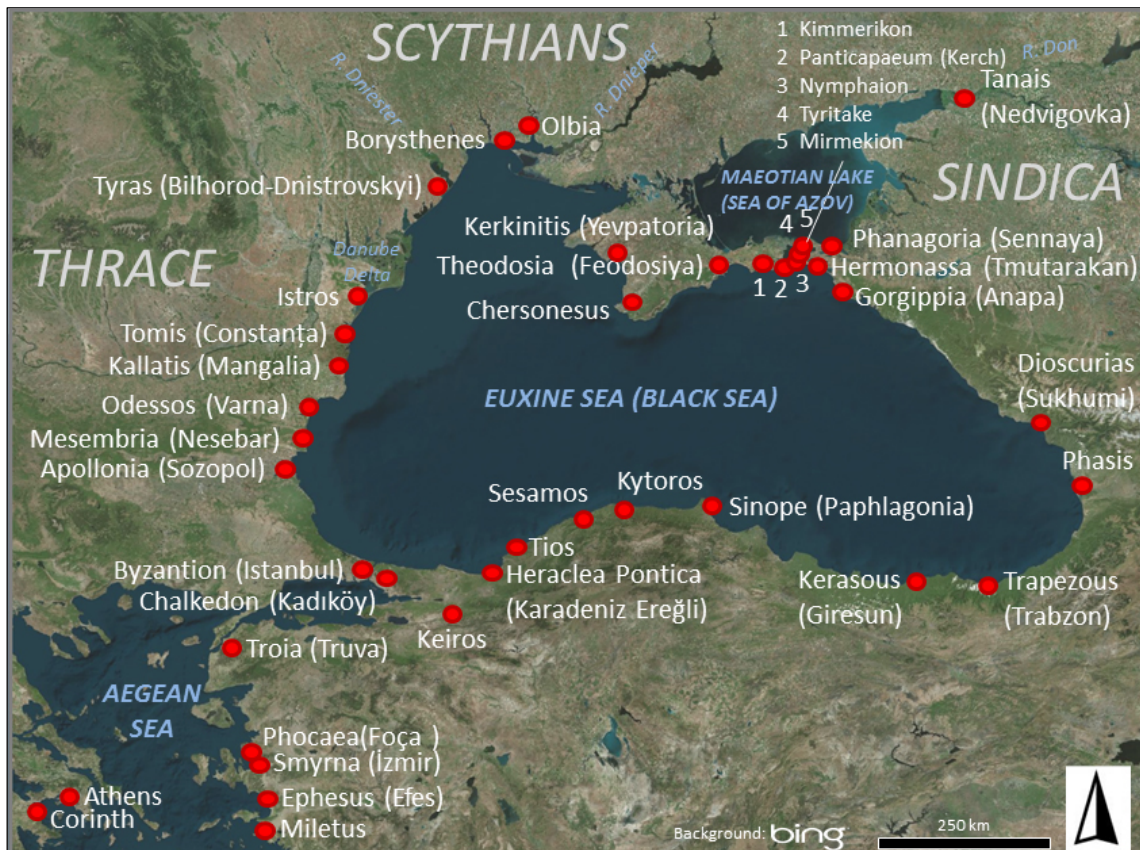 SCYTHIANS
1 Kimmerikon
2 Panticapaeum (Kerch)
3 Nymphaion
4 Tyritake
5 Mirmekion
R. Dniester
R. Dnieper
R. Don
Tanais
(Nedvigovka)
Olbia
Borysthenes
Tyras (Bilhorod-Dnistrovskyi)
MAEOTIAN LAKE
(SEA OF AZOV)
SINDICA
THRACE
Danube
Delta
Kerkinitis (Yevpatoria)
4
5
Phanagoria (Sennaya)
Theodosia (Feodosiya)
Hermonassa (Tmutarakan)
1
2
3
Gorgippia (Anapa)
Istros
Chersonesus
Tomis (Constanța)
Kallatis (Mangalia)
Dioscurias
(Sukhumi)
Odessos (Varna)
EUXINE SEA (BLACK SEA)
Mesembria (Nesebar)
Apollonia (Sozopol)
Phasis
Sesamos
Kytoros
Sinope (Paphlagonia)
Tios
Byzantion (Istanbul)
Heraclea Pontica
(Karadeniz Ereğli)
Chalkedon (Kadıköy)
Kerasous
(Giresun)
Trapezous
(Trabzon)
Keiros
Troia (Truva)
AEGEAN
SEA
Phocaea(Foça )
Smyrna (İzmir)
Athens
Ephesus (Efes)
Corinth
Miletus
Background: bing
250 km